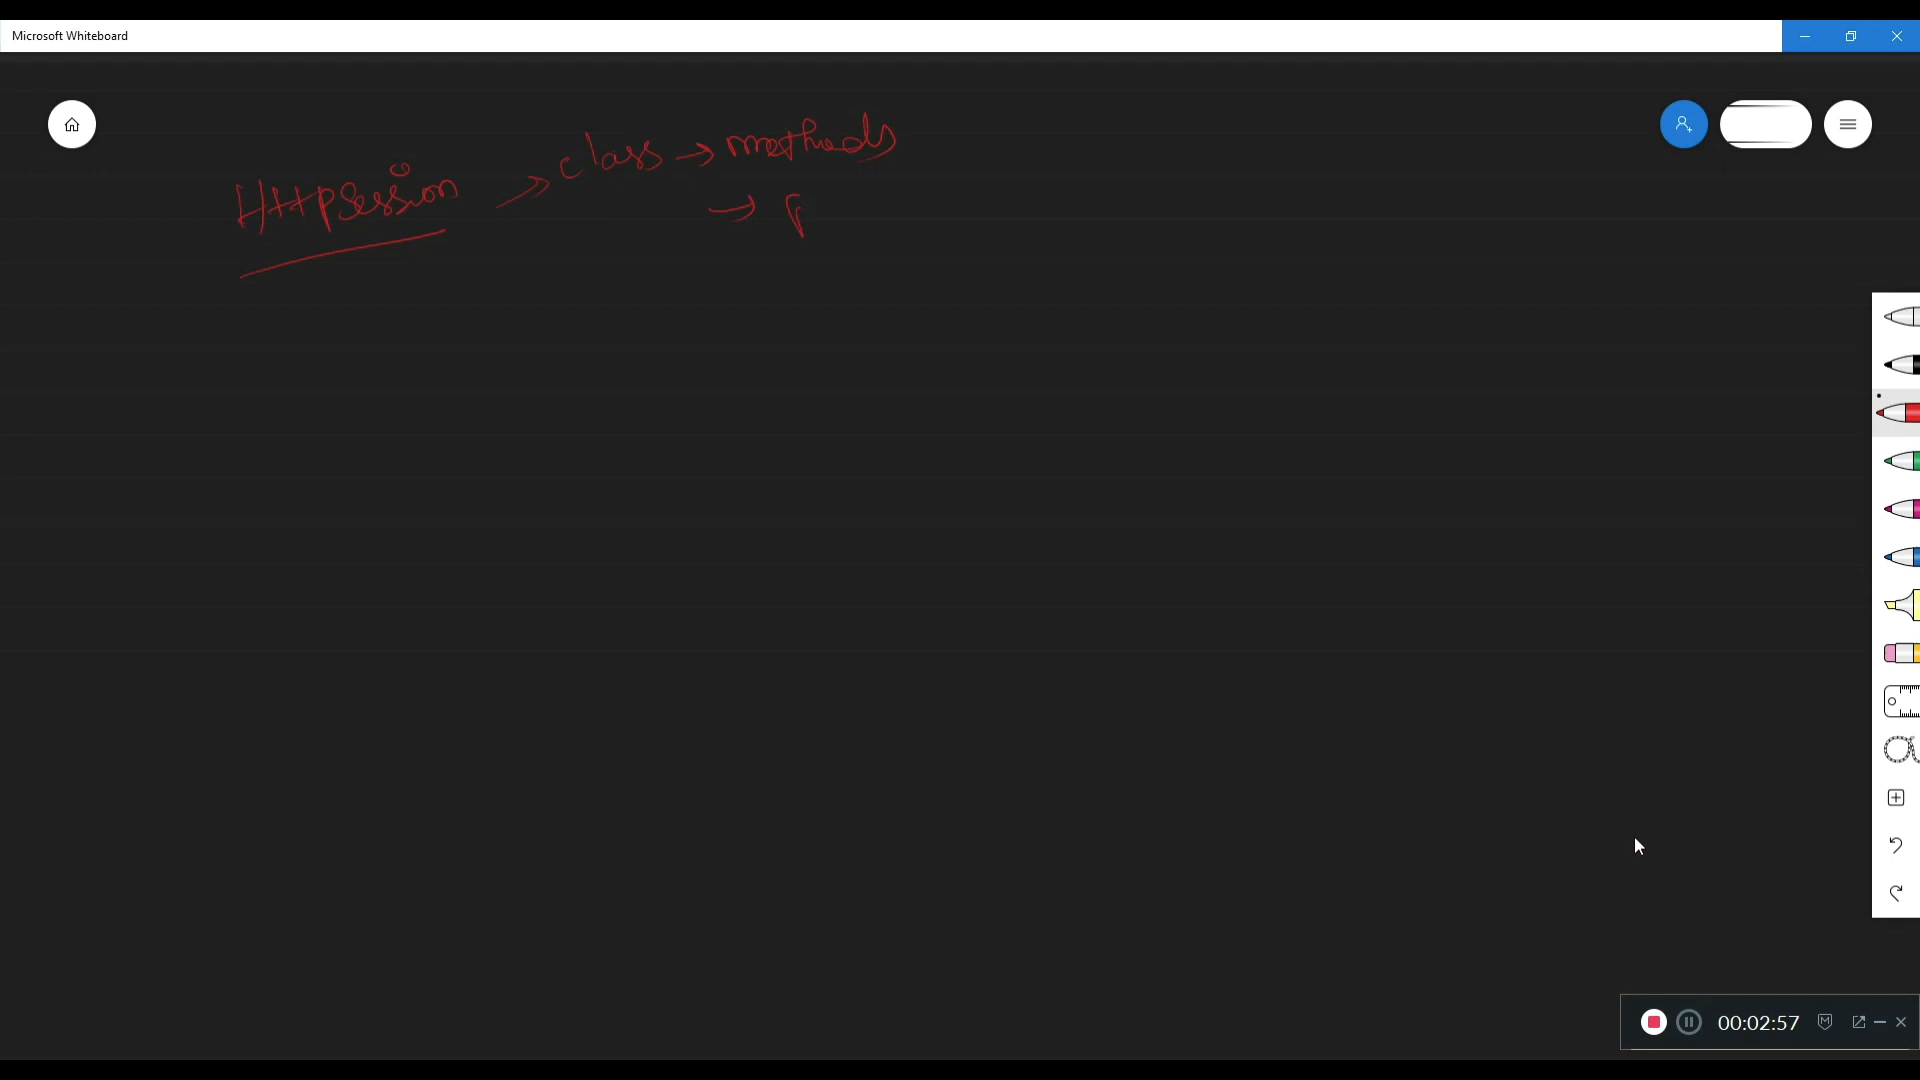 Microsoft Whiteboard
HttpSession → class → methods
→
00:02:57